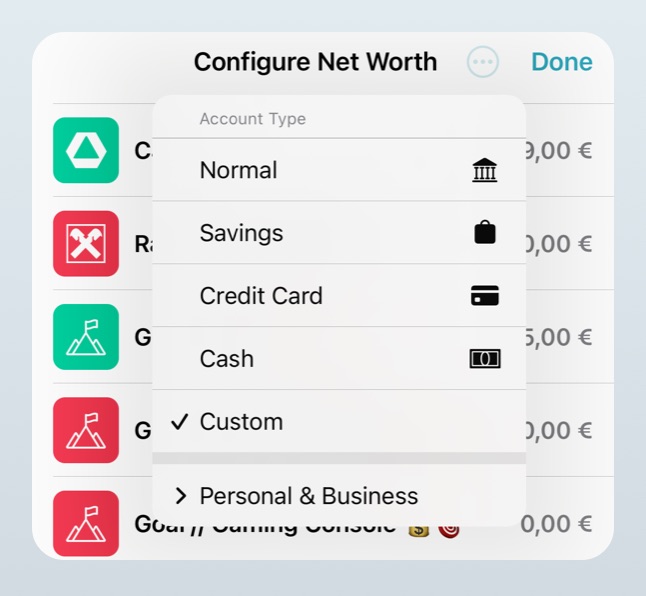 Configure Net Worth
Done
Account Type
Normal
Savings
Credit Card
Cash
Custom
Personal & Business
9,00 €
0,00 €
5,00 €
0,00 €
Goal // Gaming Console 💰 🎯
0,00 €